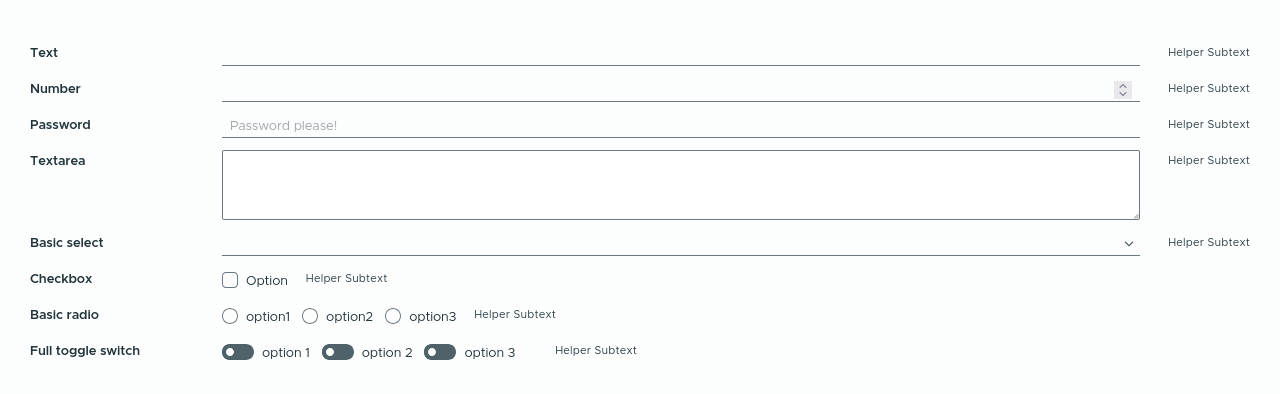 Text Helper Subtext
Number Helper Subtext
Password Password please! Helper Subtext
Textarea Helper Subtext
Basic select Helper Subtext
Checkbox Option Helper Subtext
Basic radio option1 option2 option3 Helper Subtext
Full toggle switch option 1 option 2 option 3 Helper Subtext